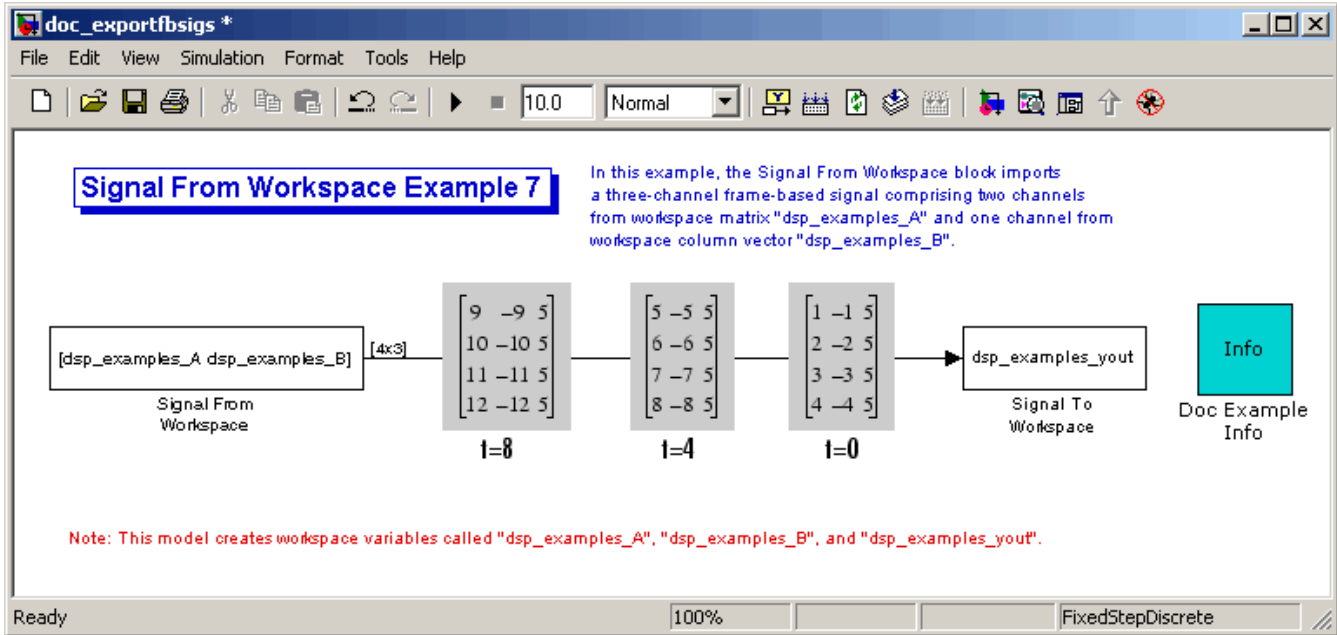 doc_exportfbsigs *
File Edit View Simulation Format Tools Help
10.0 Normal
Signal From Workspace Example 7
In this example, the Signal From Workspace block imports
a three-channel frame-based signal comprising two channels
from workspace matrix "dsp_examples_A" and one channel from
workspace column vector "dsp_examples_B".
[dsp_examples_A dsp_examples_B]
[4x3]
Signal From
Workspace
9 -9 5
10 -10 5
11 -11 5
12 -12 5
t=8
5 -5 5
6 -6 5
7 -7 5
8 -8 5
t=4
1 -1 5
2 -2 5
3 -3 5
4 -4 5
t=0
dsp_examples_yout
Signal To
Workspace
Info
Doc Example
Info
Note: This model creates workspace variables called "dsp_examples_A", "dsp_examples_B", and "dsp_examples_yout".
Ready 100% FixedStepDiscrete